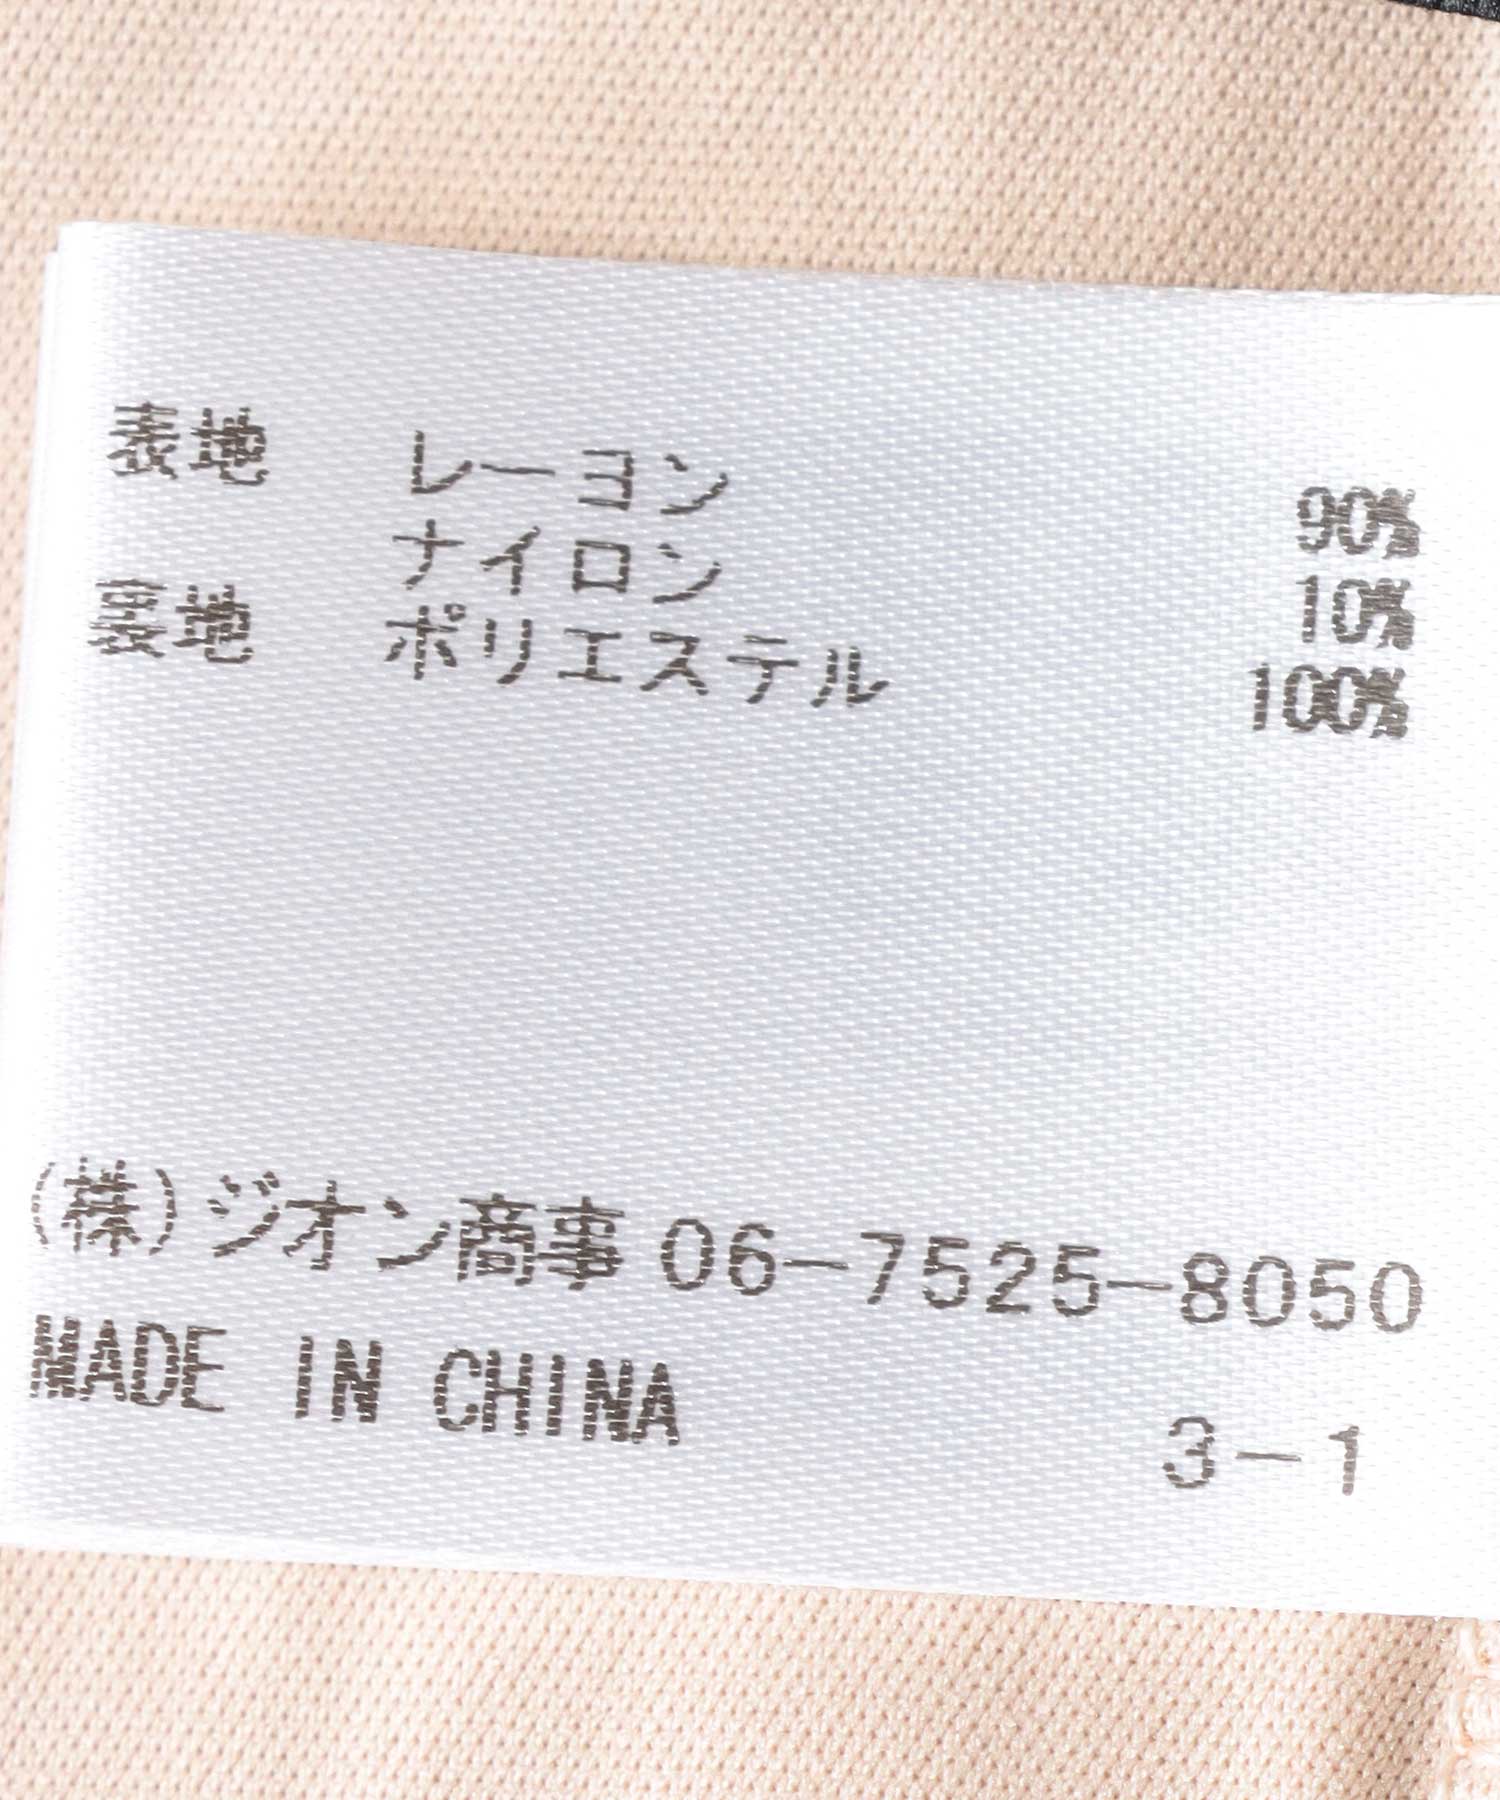 表地 レーヨン 90%
ナイロン 10%
裏地 ポリエステル 100%
(株)ジオン商事 06-7525-8050
MADE IN CHINA
3-1